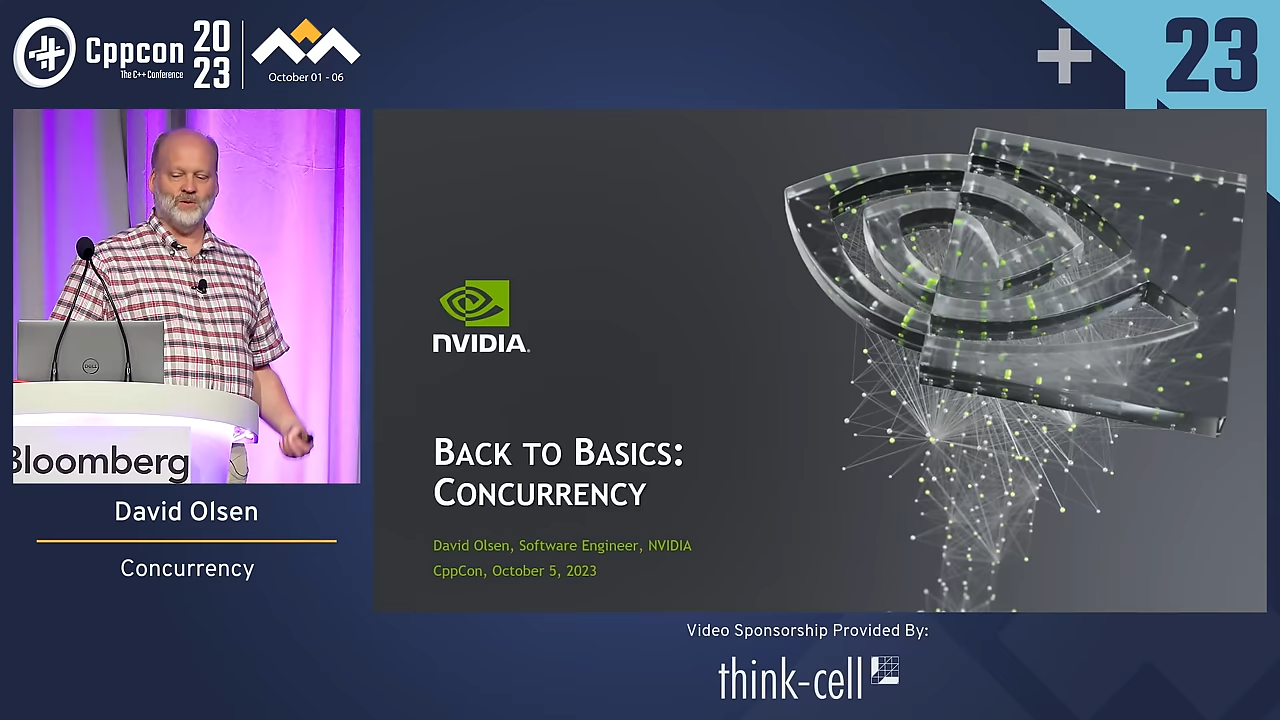 Cppcon
The C++ Conference
20
23
October 01 - 06
23
DELL
Bloomberg
David Olsen
Concurrency
NVIDIA.
BACK TO BASICS:
CONCURRENCY
David Olsen, Software Engineer, NVIDIA
CppCon, October 5, 2023
Video Sponsorship Provided By:
think-cell